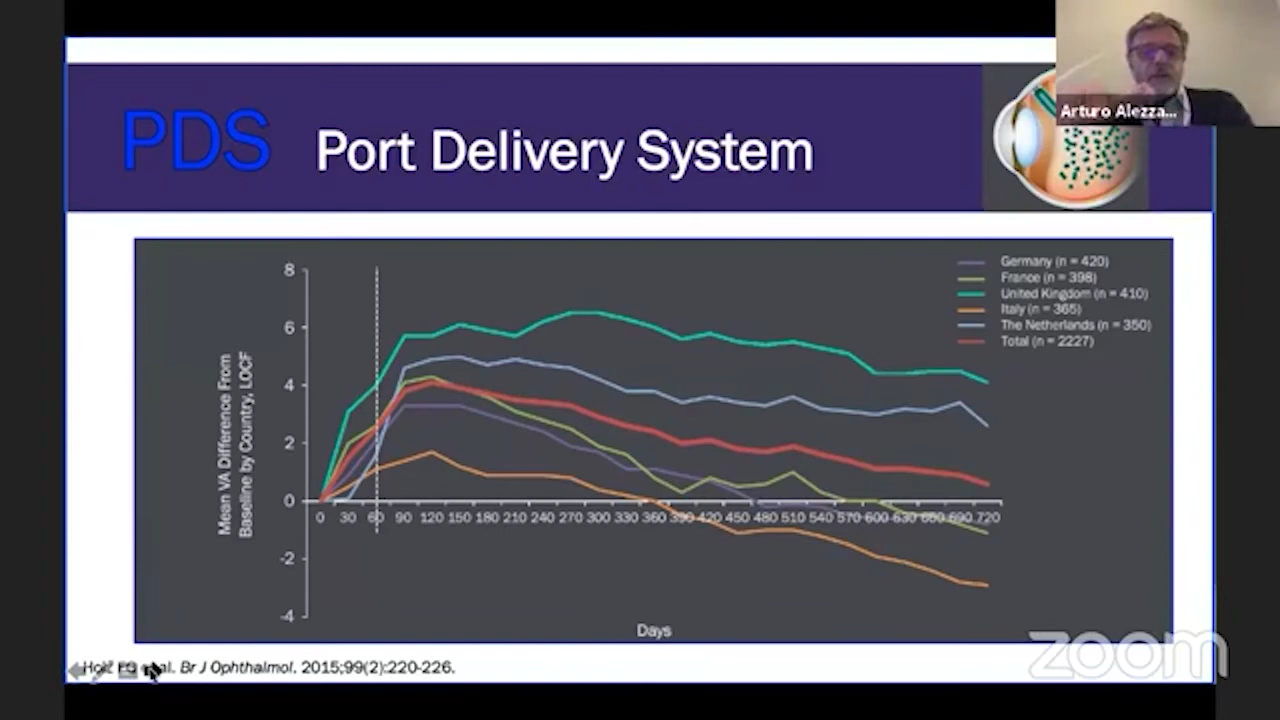 PDS Port Delivery System
Arturo Alezza...
Germany (n = 420)
France (n = 398)
United Kingdom (n = 410)
Italy (n = 365)
The Netherlands (n = 350)
Total (n = 2227)
Mean VA Difference From
Baseline by Country, LOCF
8
6
4
2
0
-2
-4
0 30 60 90 120 150 180 210 240 270 300 330 360 390 420 450 480 510 540 570 600 630 660 690 720
Days
zoom
al. Br J Ophthalmol. 2015;99(2):220-226.